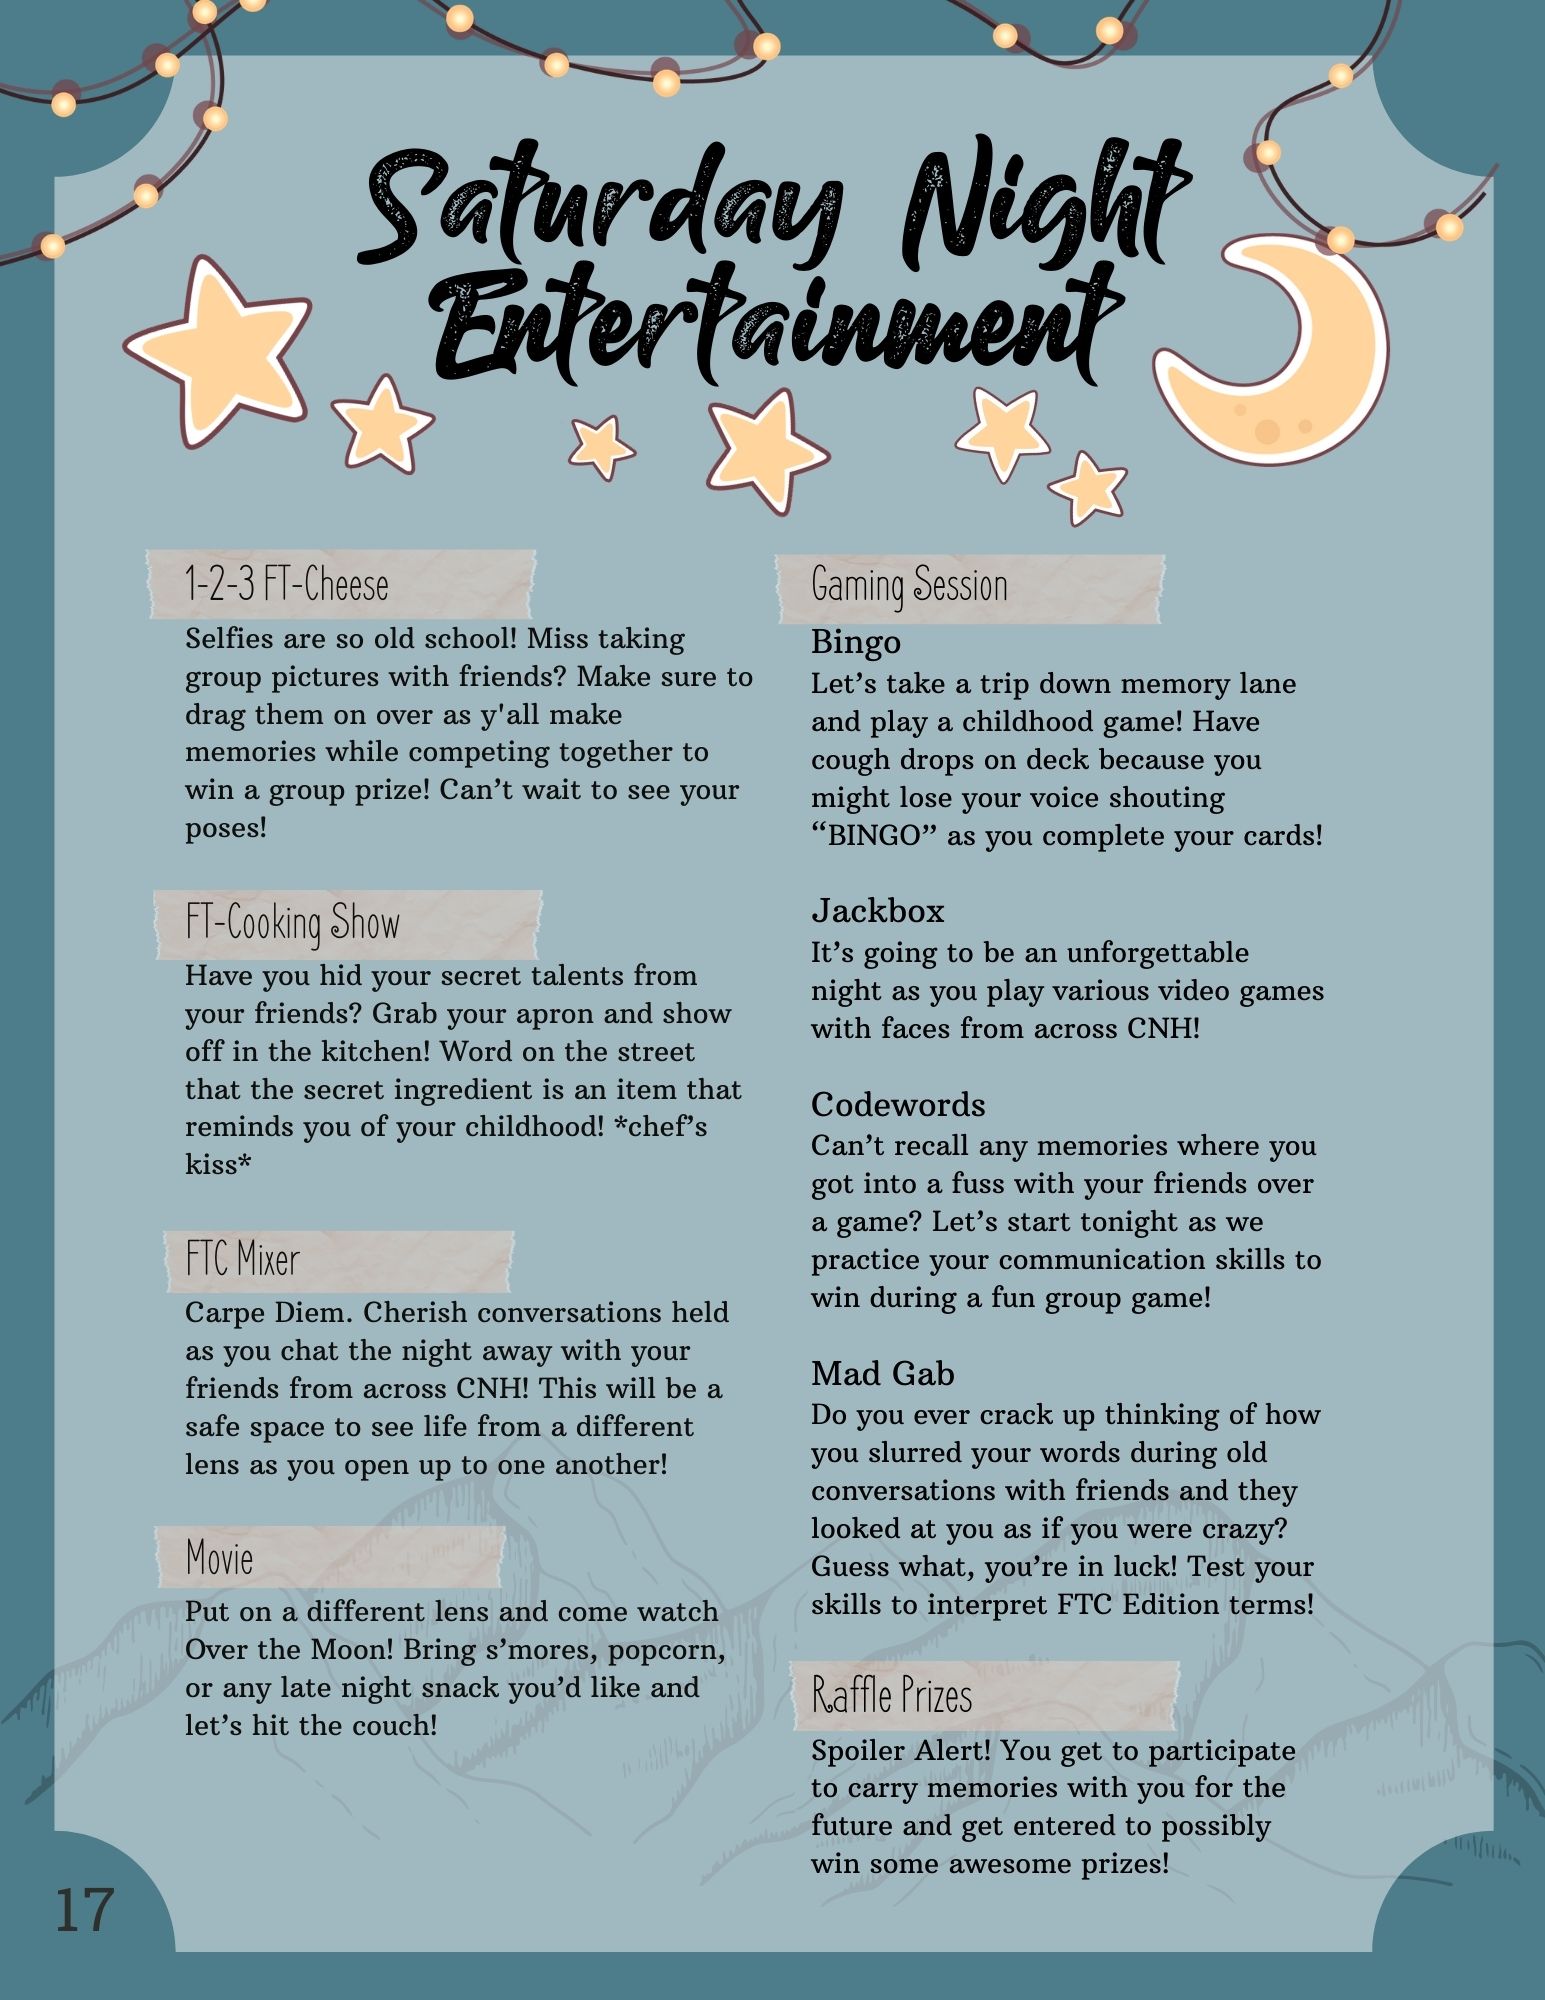 Saturday Night
Entertainment
1-2-3 FT-Cheese
Selfies are so old school! Miss taking
group pictures with friends? Make sure to
drag them on over as y'all make
memories while competing together to
win a group prize! Can’t wait to see your
poses!
FT-Cooking Show
Have you hid your secret talents from
your friends? Grab your apron and show
off in the kitchen! Word on the street
that the secret ingredient is an item that
reminds you of your childhood! *chef’s
kiss*
FTC Mixer
Carpe Diem. Cherish conversations held
as you chat the night away with your
friends from across CNH! This will be a
safe space to see life from a different
lens as you open up to one another!
Movie
Put on a different lens and come watch
Over the Moon! Bring s’mores, popcorn,
or any late night snack you’d like and
let’s hit the couch!
Gaming Session
Bingo
Let’s take a trip down memory lane
and play a childhood game! Have
cough drops on deck because you
might lose your voice shouting
“BINGO” as you complete your cards!
Jackbox
It’s going to be an unforgettable
night as you play various video games
with faces from across CNH!
Codewords
Can’t recall any memories where you
got into a fuss with your friends over
a game? Let’s start tonight as we
practice your communication skills to
win during a fun group game!
Mad Gab
Do you ever crack up thinking of how
you slurred your words during old
conversations with friends and they
looked at you as if you were crazy?
Guess what, you’re in luck! Test your
skills to interpret FTC Edition terms!
Raffle Prizes
Spoiler Alert! You get to participate
to carry memories with you for the
future and get entered to possibly
win some awesome prizes!
17